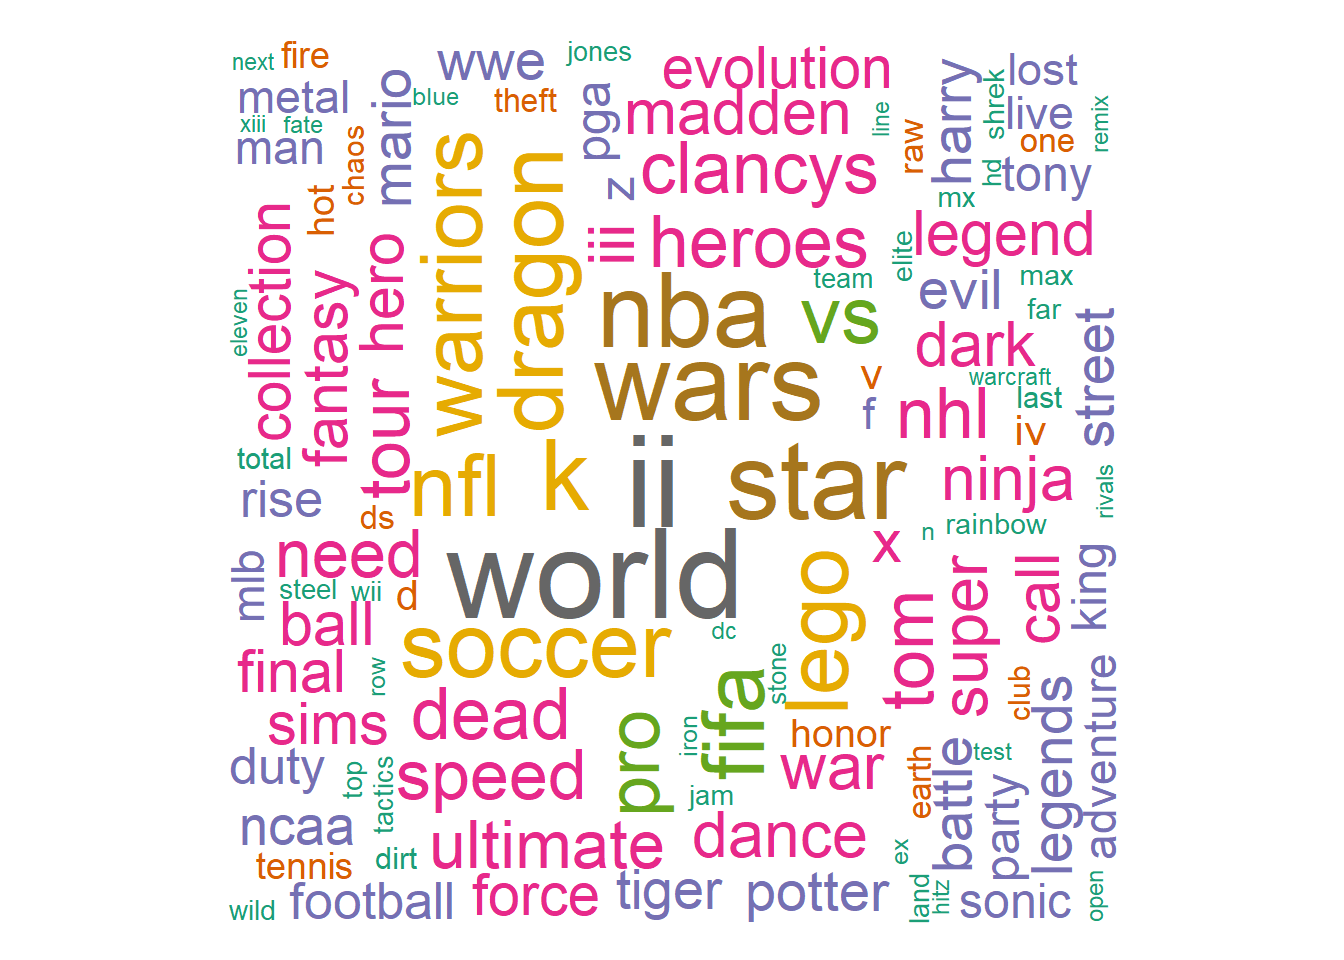 next
fire
wwe
jones
evolution
harry
lost
metal
mario
blue
theft
pga
madden
line
raw
shrek
live
remix
xiii
fate
man
chaos
warriors
dragon
z
clancys
hd
one
tony
mx
collection
hot
hero
iii
heroes
elite
legend
eleven
fantasy
tour
nba
team
vs
evil
max
far
street
wars
dark
v
warcraft
f
nhl
last
iv
total
nfl
k
ii
star
ninja
rivals
rise
ds
x
n
rainbow
mlb
need
world
lego
tom
super
call
king
steel
wii
d
ball
soccer
dc
final
row
fifa
stone
club
legends
adventure
sims
dead
pro
iron
honor
duty
top
tactics
speed
jam
war
earth
battle
test
party
ncaa
ultimate
dance
tennis
dirt
ex
wild
football
force
tiger
potter
land
hitz
sonic
open